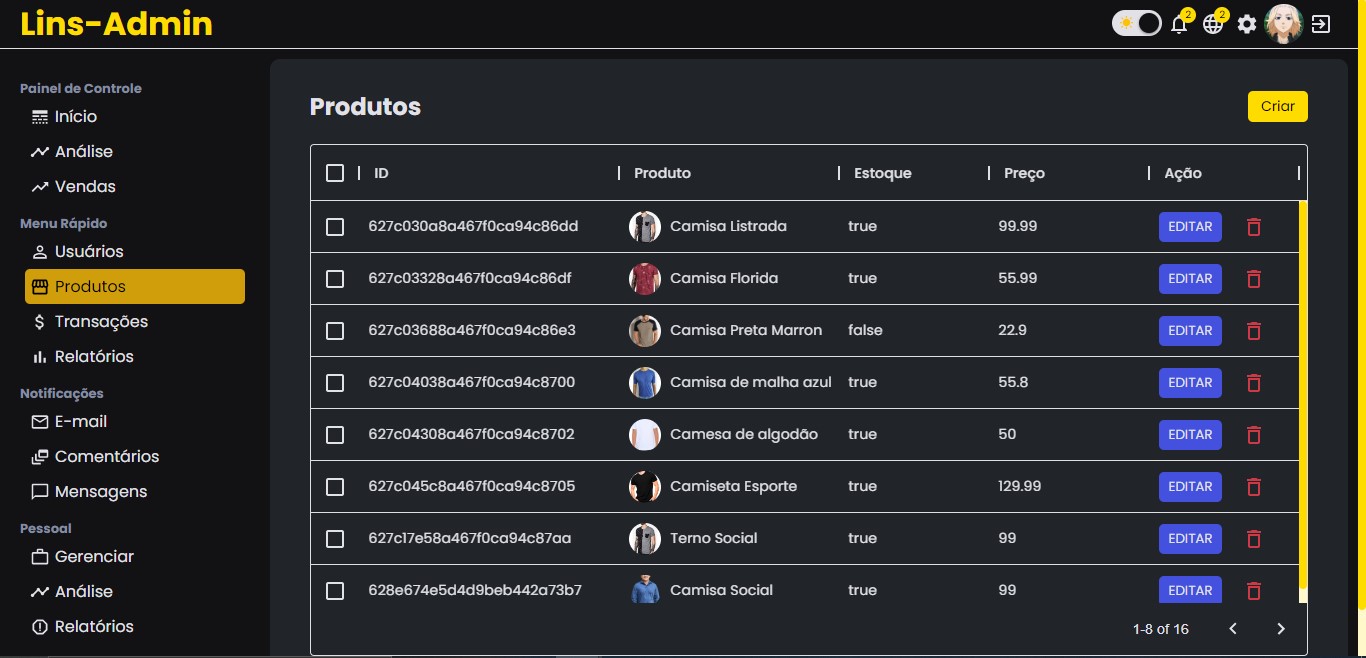 Lins-Admin
2 2
Painel de Controle
Início
Análise
Vendas
Menu Rápido
Usuários
Produtos
Transações
Relatórios
Notificações
E-mail
Comentários
Mensagens
Pessoal
Gerenciar
Análise
Relatórios
Produtos Criar
ID Produto Estoque Preço Ação
627c030a8a467f0ca94c86dd Camisa Listrada true 99.99 EDITAR
627c03328a467f0ca94c86df Camisa Florida true 55.99 EDITAR
627c03688a467f0ca94c86e3 Camisa Preta Marron false 22.9 EDITAR
627c04038a467f0ca94c8700 Camisa de malha azul true 55.8 EDITAR
627c04308a467f0ca94c8702 Camesa de algodão true 50 EDITAR
627c045c8a467f0ca94c8705 Camiseta Esporte true 129.99 EDITAR
627c17e58a467f0ca94c87aa Terno Social true 99 EDITAR
628e674e5d4d9beb442a73b7 Camisa Social true 99 EDITAR
1-8 of 16